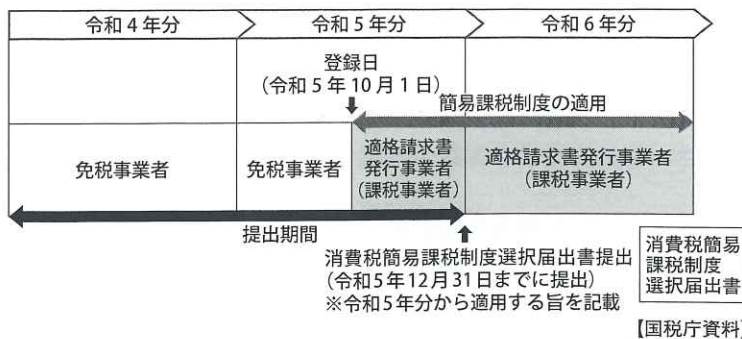 令和4年分
令和5年分
令和6年分
登録日
(令和5年10月1日)
簡易課税制度の適用
免税事業者
免税事業者
適格請求書
発行事業者
(課税事業者)
適格請求書発行事業者
(課税事業者)
提出期間
消費税簡易課税制度選択届出書提出
(令和5年12月31日までに提出)
※令和5年分から適用する旨を記載
消費税簡易
課税制度
選択届出書
【国税庁資料】